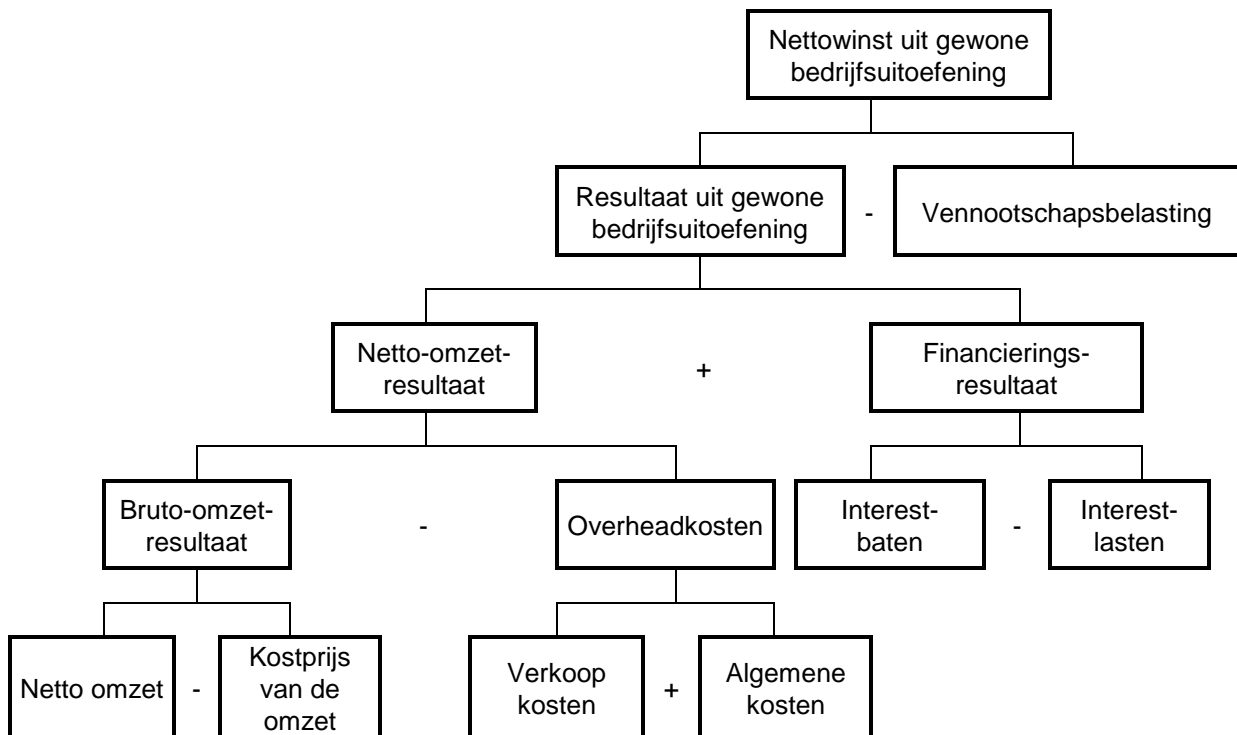 Nettowinst uit gewone
bedrijfsuitoefening
Resultaat uit gewone
bedrijfsuitoefening
-
Vennootschapsbelasting
Netto-omzet-
resultaat
+
Financierings-
resultaat
Bruto-omzet-
resultaat
-
Overheadkosten
Interest-
baten
-
Interest-
lasten
Netto omzet
-
Kostprijs
van de
omzet
Verkoop
kosten
+
Algemene
kosten